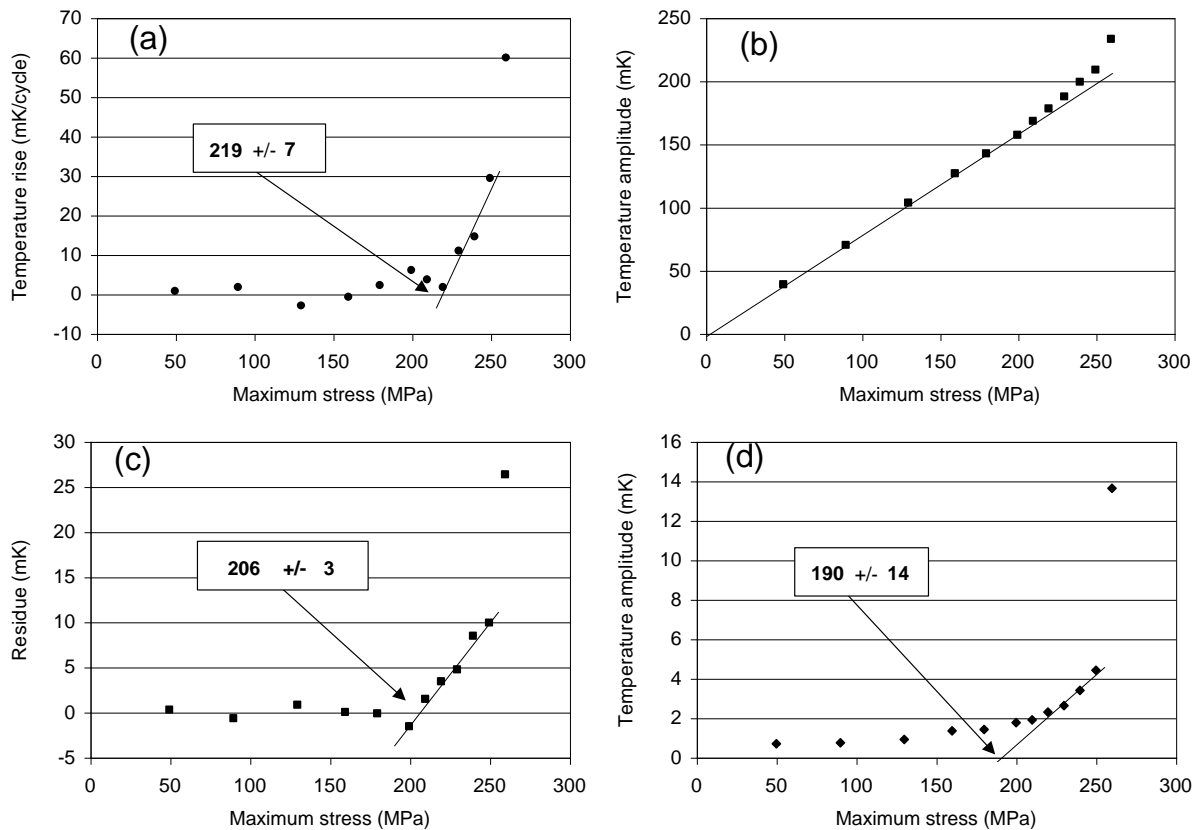 (a)
Temperature rise (mK/cycle)
70
60
50
40
30
20
10
0
-10
219 +/- 7
0 50 100 150 200 250 300
Maximum stress (MPa)
(b)
Temperature amplitude (mK)
250
200
150
100
50
0
0 50 100 150 200 250 300
Maximum stress (MPa)
(c)
Residue (mK)
30
25
20
15
10
5
0
-5
206 +/- 3
0 50 100 150 200 250 300
Maximum stress (MPa)
(d)
Temperature amplitude (mK)
16
14
12
10
8
6
4
2
0
190 +/- 14
0 50 100 150 200 250 300
Maximum stress (MPa)